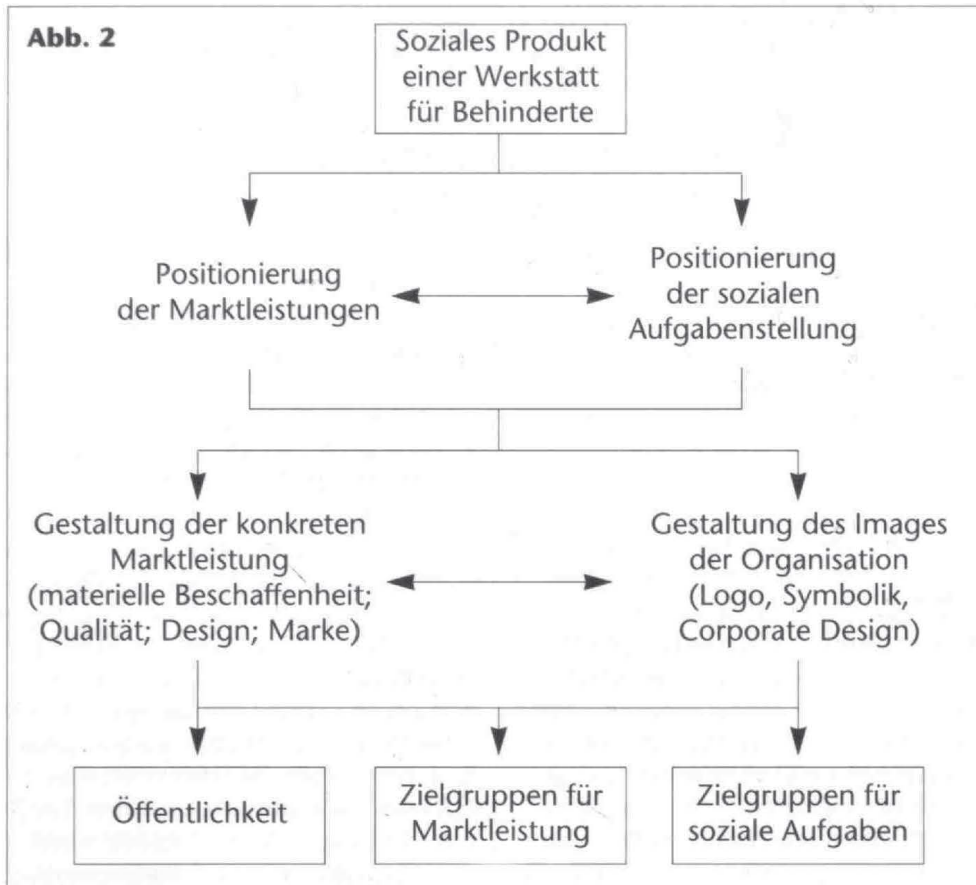 Abb. 2
Soziales Produkt
einer Werkstatt
für Behinderte
Positionierung
der Marktleistungen
Positionierung
der sozialen
Aufgabenstellung
Gestaltung der konkreten
Marktleistung
(materielle Beschaffenheit;
Qualität; Design; Marke)
Gestaltung des Images
der Organisation
(Logo, Symbolik,
Corporate Design)
Öffentlichkeit
Zielgruppen für
Marktleistung
Zielgruppen für
soziale Aufgaben